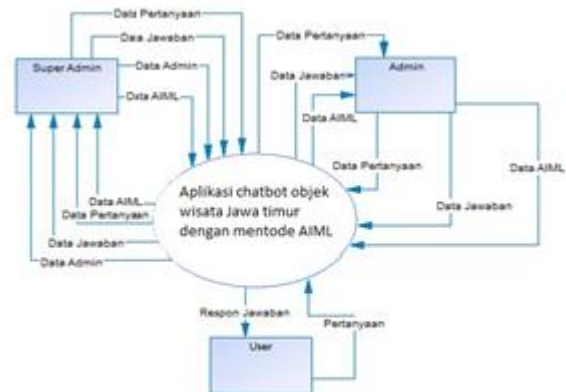 Data Pertanyaan
Data Jawaban
Data Admin
Data AIML
Super Admin
Data Pertanyaan
Data Jawaban
Data AIML
Admin
Data Pertanyaan
Data Jawaban
Data AIML
Aplikasi chatbot objek
wisata Jawa timur
dengan mentode AIML
Data AIML
Data Pertanyaan
Data Jawaban
Data Admin
Respon Jawaban
Pertanyaan
User